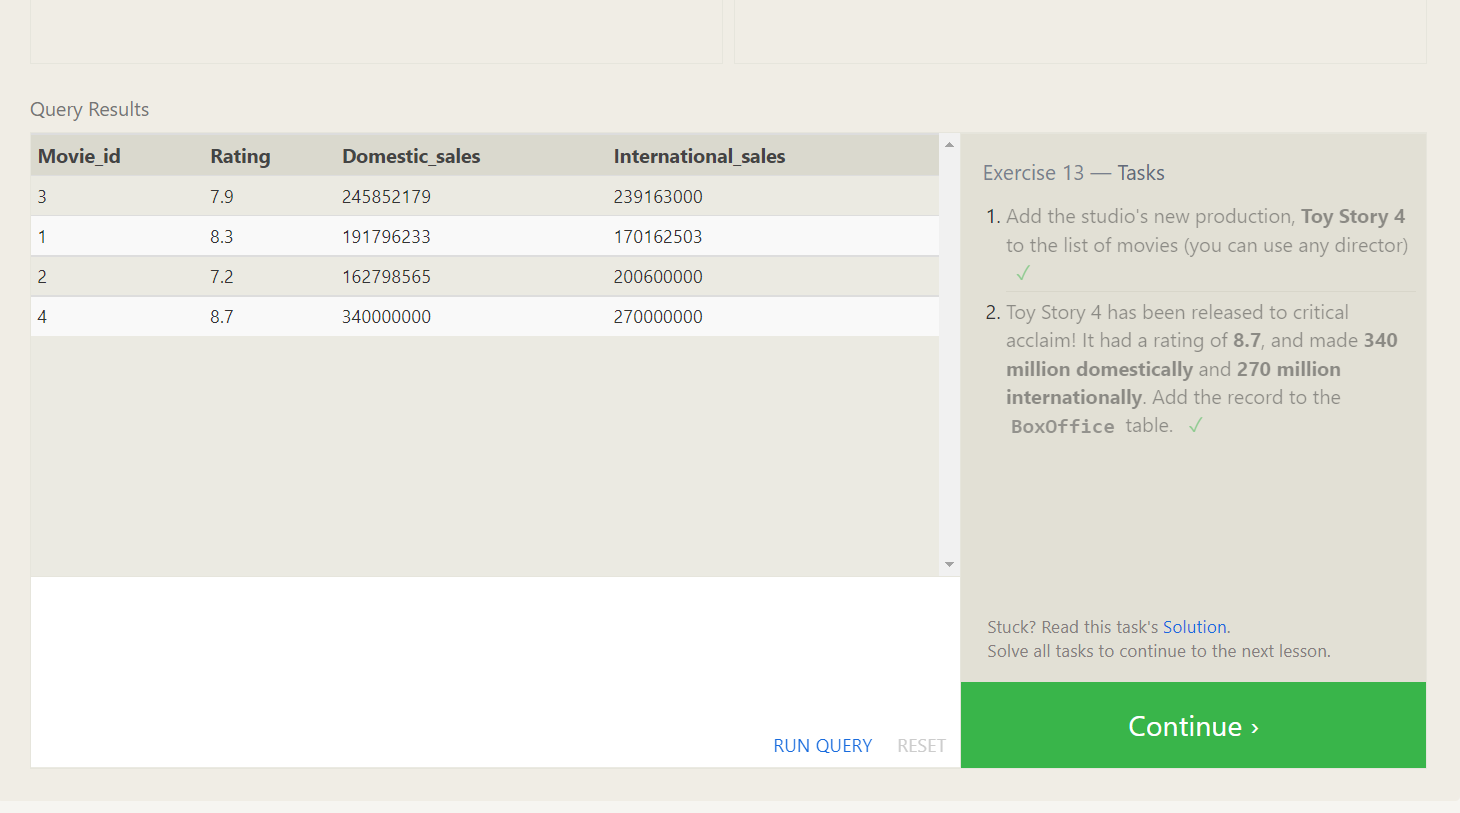 Query Results
Movie_id Rating Domestic_sales International_sales
3 7.9 245852179 239163000
1 8.3 191796233 170162503
2 7.2 162798565 200600000
4 8.7 340000000 270000000
RUN QUERY RESET
Exercise 13 — Tasks
1. Add the studio's new production, Toy Story 4
to the list of movies (you can use any director)
✓
2. Toy Story 4 has been released to critical
acclaim! It had a rating of 8.7, and made 340
million domestically and 270 million
internationally. Add the record to the
BoxOffice table. ✓
Stuck? Read this task's Solution.
Solve all tasks to continue to the next lesson.
Continue ›